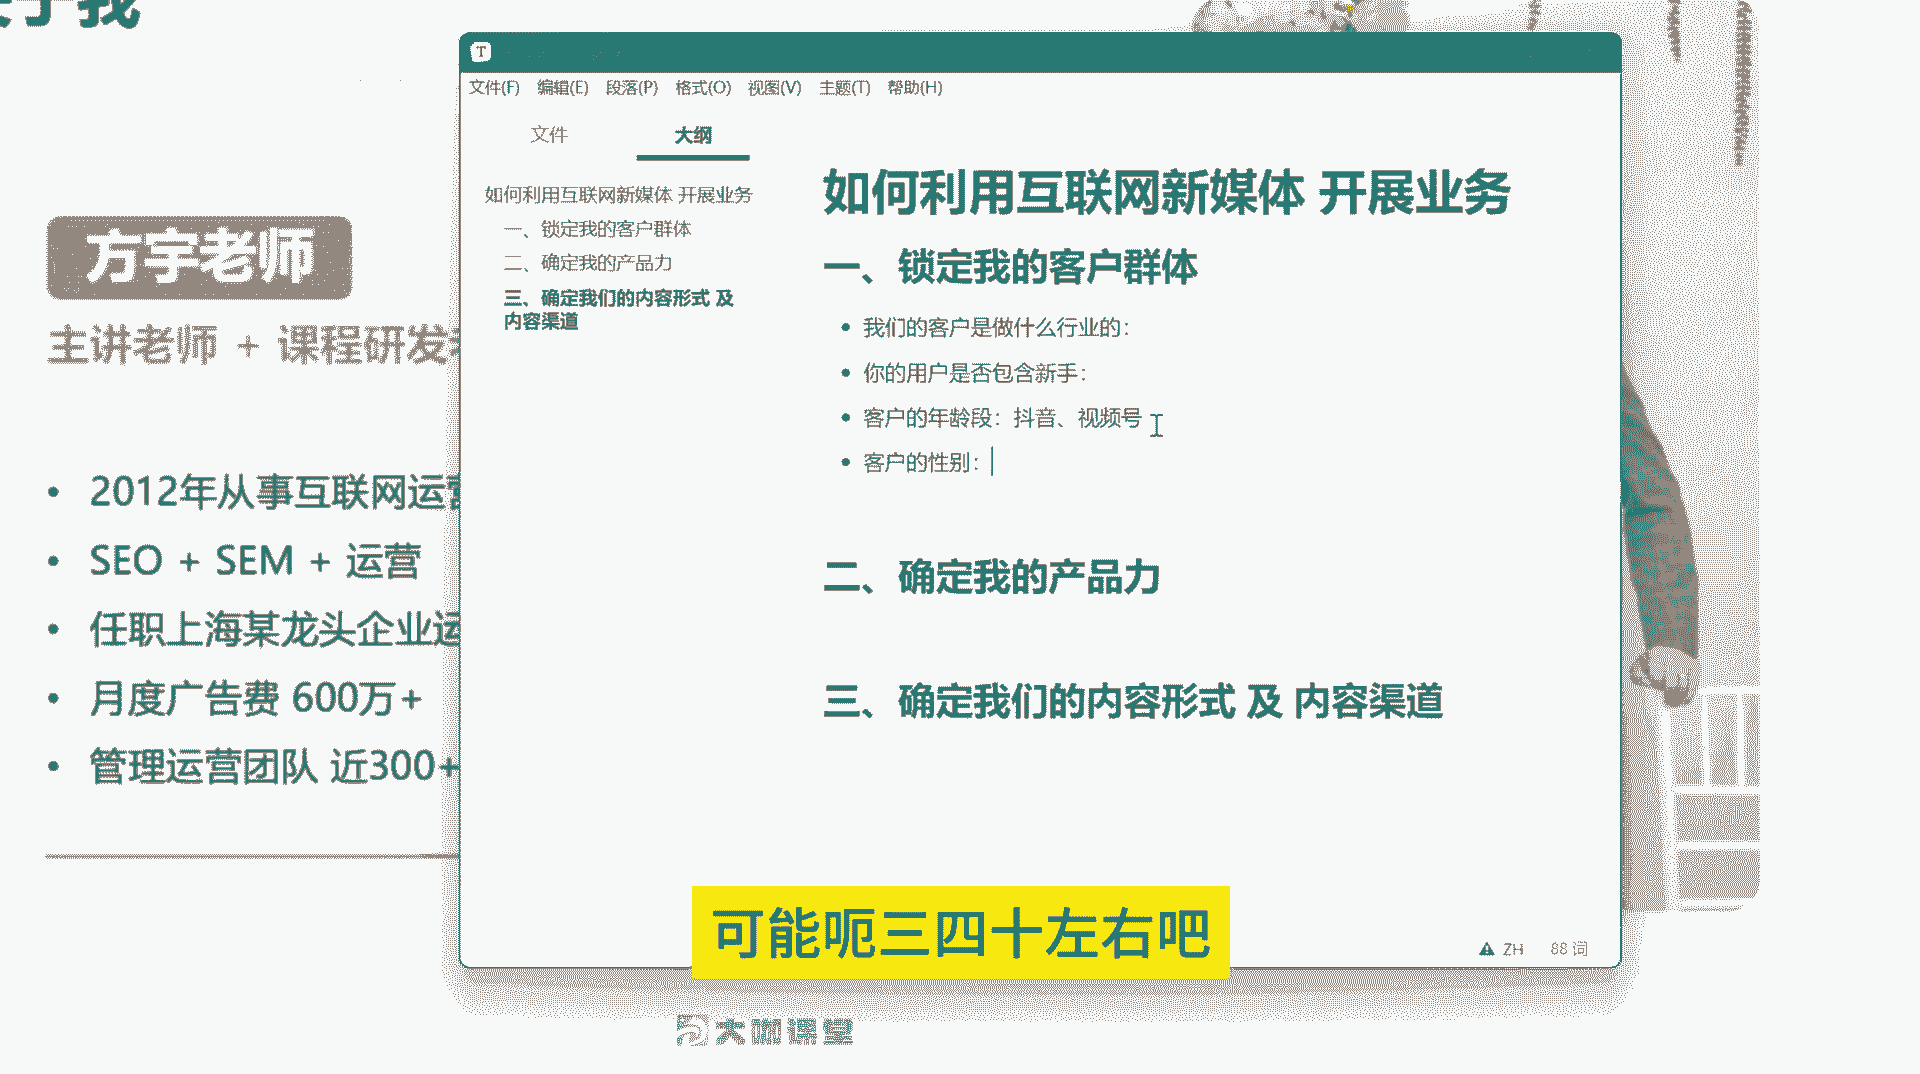 关于我
方宇老师
主讲老师 + 课程研发
2012年从事互联网运营
SEO + SEM + 运营
任职上海某龙头企业运
月度广告费 600万+
管理运营团队 近300+
T
文件(F) 编辑(E) 段落(P) 格式(O) 视图(V) 主题(T) 帮助(H)
文件 大纲
如何利用互联网新媒体 开展业务
一、锁定我的客户群体
二、确定我的产品力
三、确定我们的内容形式 及
内容渠道
如何利用互联网新媒体 开展业务
一、锁定我的客户群体
我们的客户是做什么行业的：
你的用户是否包含新手：
客户的年龄段：抖音、视频号
客户的性别：
二、确定我的产品力
三、确定我们的内容形式 及 内容渠道
ZH 88 词
可能呃三四十左右吧
大咖课堂